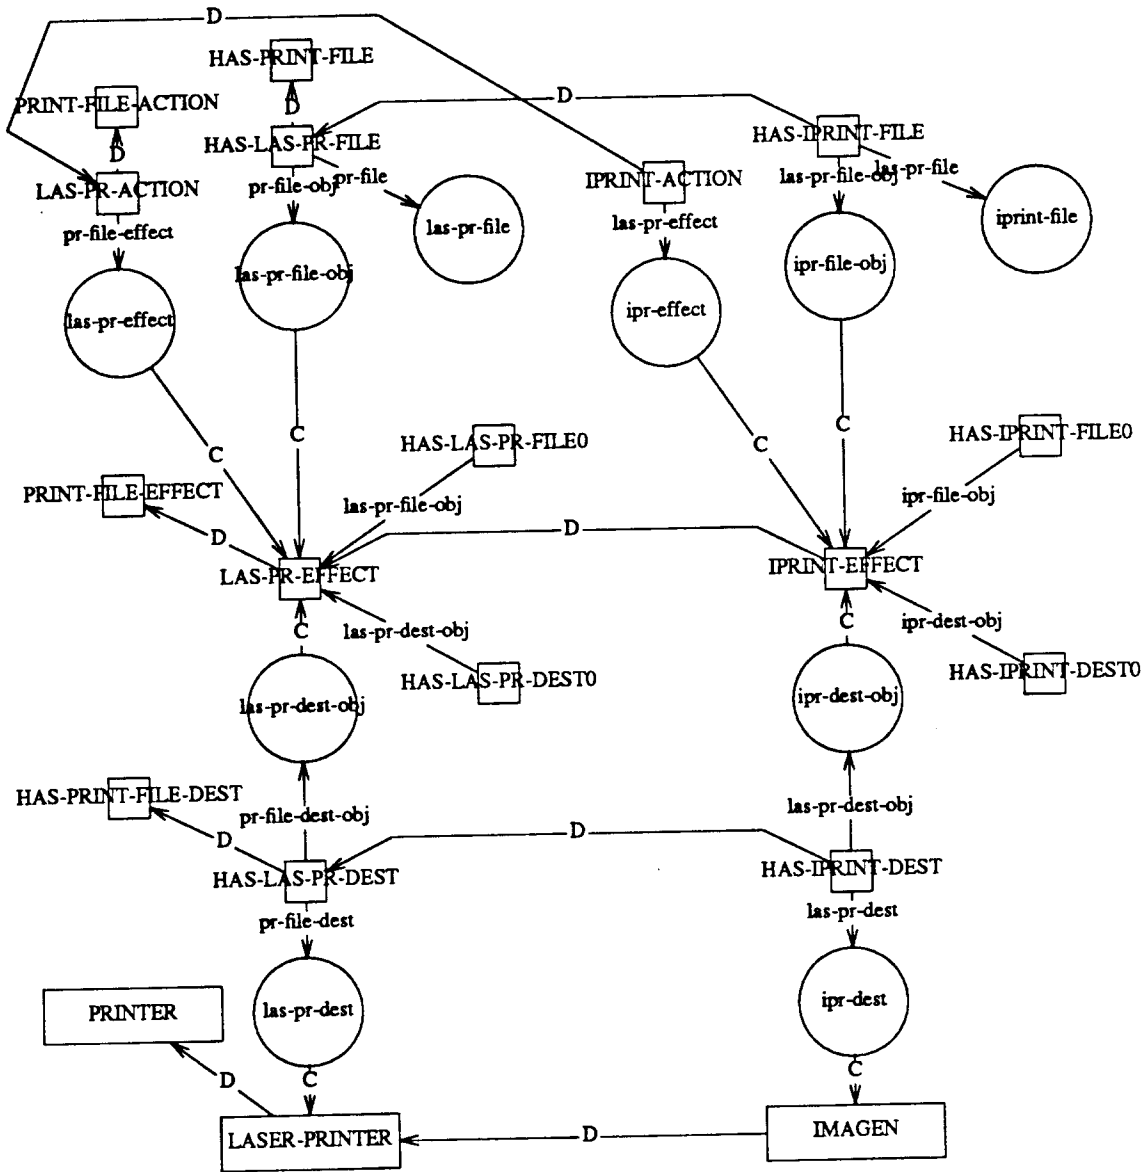 D
HAS-PRINT-FILE
PRINT-FILE-ACTION
D
D
HAS-LAS-PR-FILE
HAS-IPRINT-FILE
D
LAS-PR-ACTION
pr-file-obj
pr-file
IPRINT-ACTION
las-pr-file-obj
las-pr-file
pr-file-effect
las-pr-file
las-pr-effect
iprint-file
las-pr-file-obj
ipr-file-obj
las-pr-effect
ipr-effect
C
C
C
C
HAS-LAS-PR-FILE0
HAS-IPRINT-FILE0
PRINT-FILE-EFFECT
las-pr-file-obj
ipr-file-obj
D
D
LAS-PR-EFFECT
IPRINT-EFFECT
C
las-pr-dest-obj
C
ipr-dest-obj
HAS-LAS-PR-DEST0
HAS-IPRINT-DEST0
las-pr-dest-obj
ipr-dest-obj
HAS-PRINT-FILE-DEST
pr-file-dest-obj
las-pr-dest-obj
D
D
HAS-LAS-PR-DEST
HAS-IPRINT-DEST
pr-file-dest
las-pr-dest
PRINTER
las-pr-dest
ipr-dest
D
C
C
LASER-PRINTER
D
IMAGEN